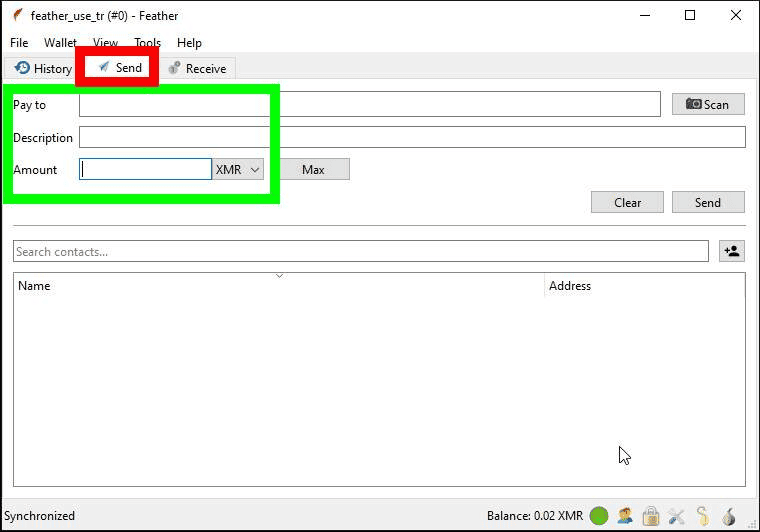 feather_use_tr (#0) - Feather
File Wallet View Tools Help
History Send Receive
Pay to Scan
Description
Amount XMR Max
Clear Send
Search contacts...
Name Address
Synchronized Balance: 0.02 XMR